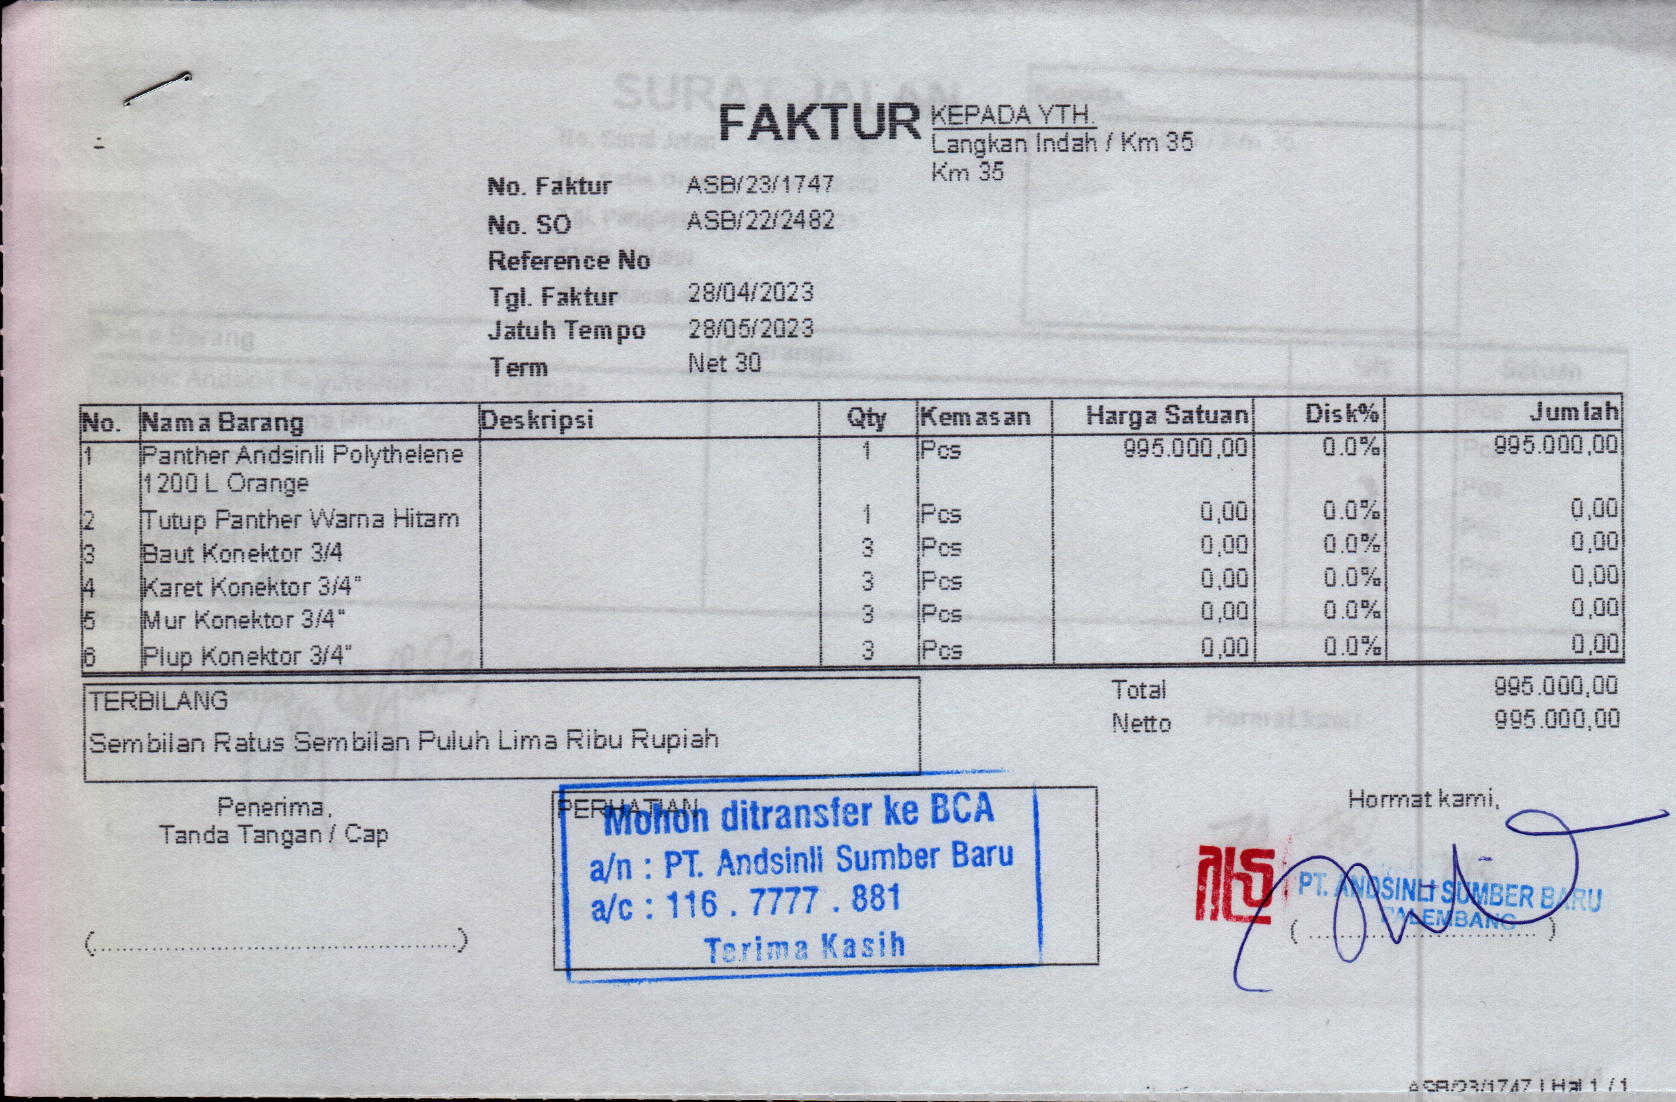 FAKTUR
KEPADA YTH.
Langkan Indah / Km 35
Km 35
No. Faktur ASB/23/1747
No. SO ASB/22/2482
Reference No
Tgl. Faktur 28/04/2023
Jatuh Tempo 28/05/2023
Term Net 30
No. Nama Barang Deskripsi Qty Kemasan Harga Satuan Disk% Jumlah
1 Panther Andsinli Polythelene 1 Pcs 995.000,00 0.0% 995.000,00
1200 L Orange
2 Tutup Panther Warna Hitam 1 Pcs 0,00 0.0% 0,00
3 Baut Konektor 3/4 3 Pcs 0,00 0.0% 0,00
4 Karet Konektor 3/4" 3 Pcs 0,00 0.0% 0,00
5 Mur Konektor 3/4" 3 Pcs 0,00 0.0% 0,00
6 Plup Konektor 3/4" 3 Pcs 0,00 0.0% 0,00
TERBILANG
Sembilan Ratus Sembilan Puluh Lima Ribu Rupiah
Total 995.000,00
Netto 995.000,00
Penerima,
Tanda Tangan / Cap
(........................................)
PERHATIAN
Mohon ditransfer ke BCA
a/n : PT. Andsinli Sumber Baru
a/c : 116 . 7777 . 881
Terima Kasih
Hormat kami,
PT. ANDSINLI SUMBER BARU
PALEMBANG
(........................)
ASB/23/1747 | Hal 1 / 1
SURAT JALAN